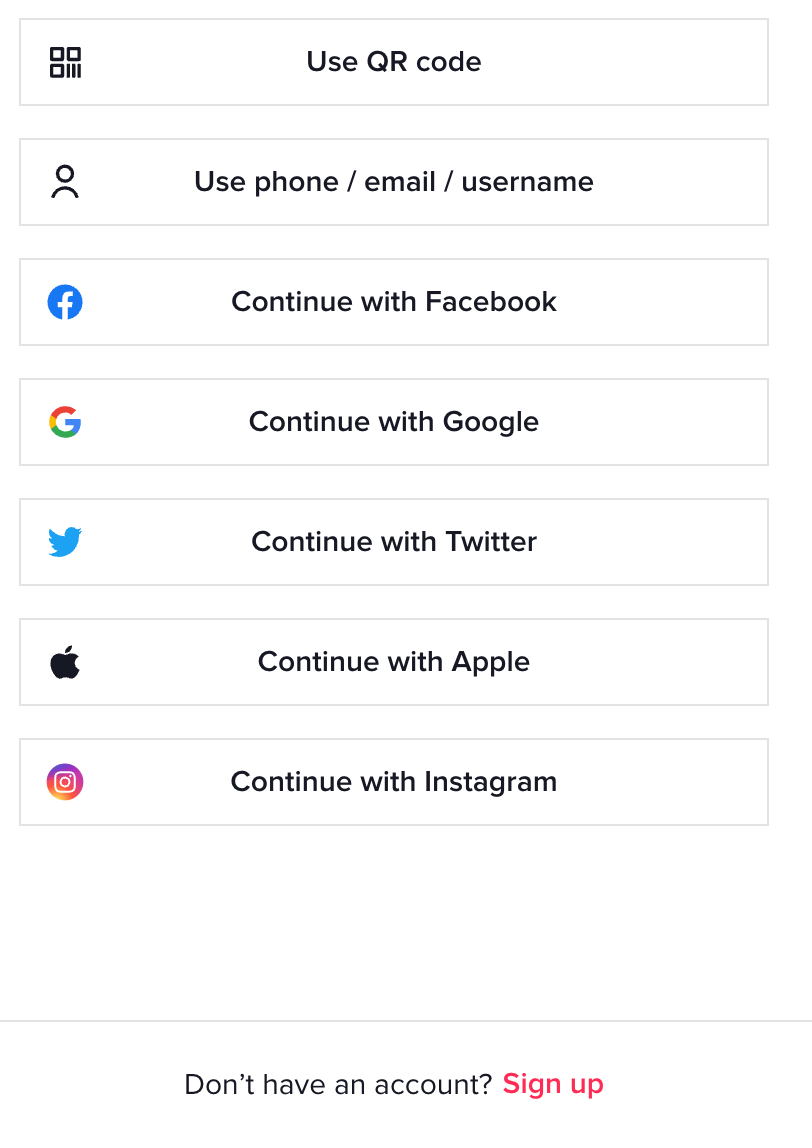 Use QR code
Use phone / email / username
Continue with Facebook
Continue with Google
Continue with Twitter
Continue with Apple
Continue with Instagram
Don’t have an account? Sign up